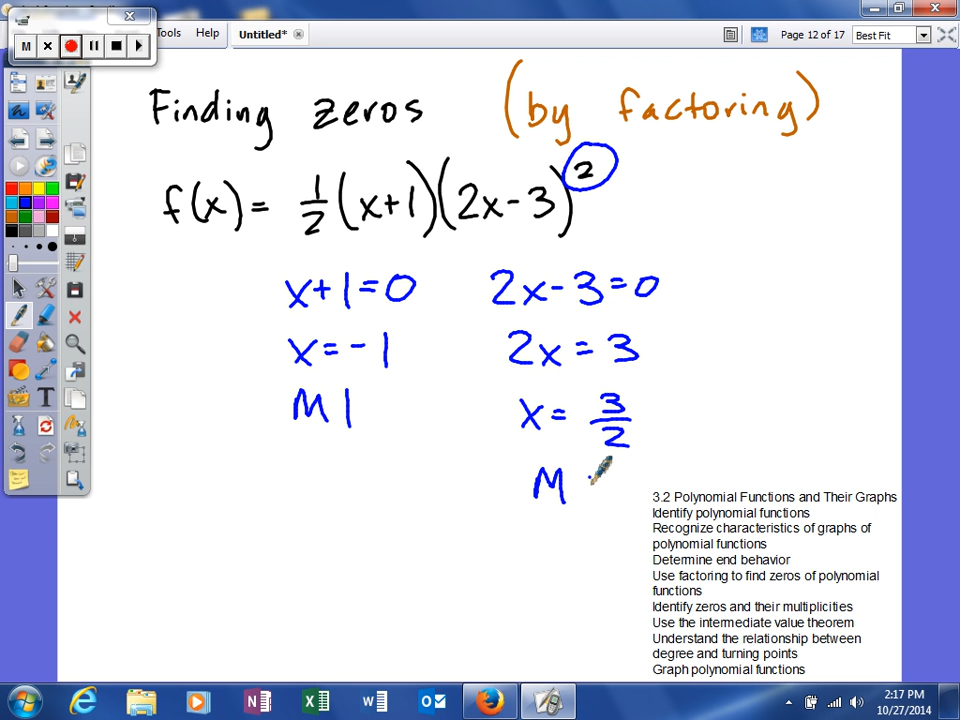 Tools Help Untitled* Page 12 of 17 Best Fit
M
Finding zeros (by factoring)
f(x) = 1/2 (x+1)(2x-3)^2
x+1=0 2x-3=0
x=-1 2x=3
M 1 x= 3/2
M
3.2 Polynomial Functions and Their Graphs
Identify polynomial functions
Recognize characteristics of graphs of
polynomial functions
Determine end behavior
Use factoring to find zeros of polynomial
functions
Identify zeros and their multiplicities
Use the intermediate value theorem
Understand the relationship between
degree and turning points
Graph polynomial functions
2:17 PM
10/27/2014